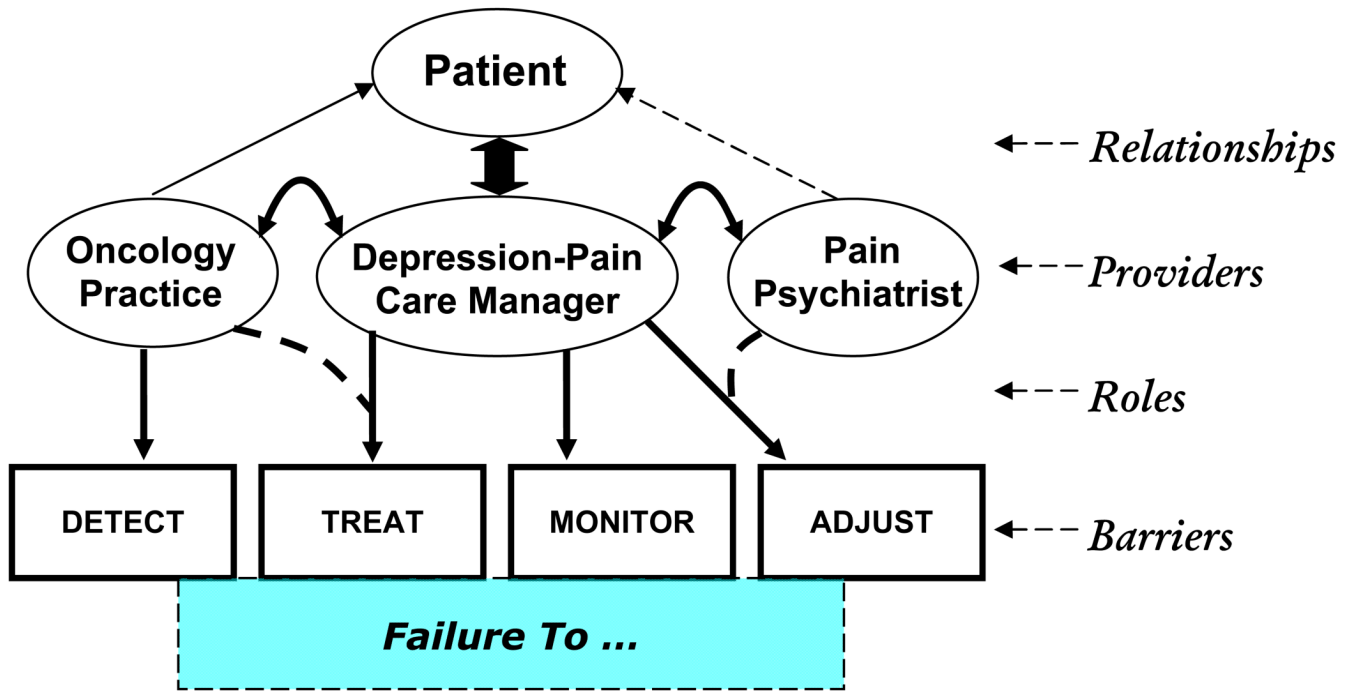 Patient
Relationships
Oncology
Practice
Depression-Pain
Care Manager
Pain
Psychiatrist
Providers
Roles
DETECT
TREAT
MONITOR
ADJUST
Barriers
Failure To ...